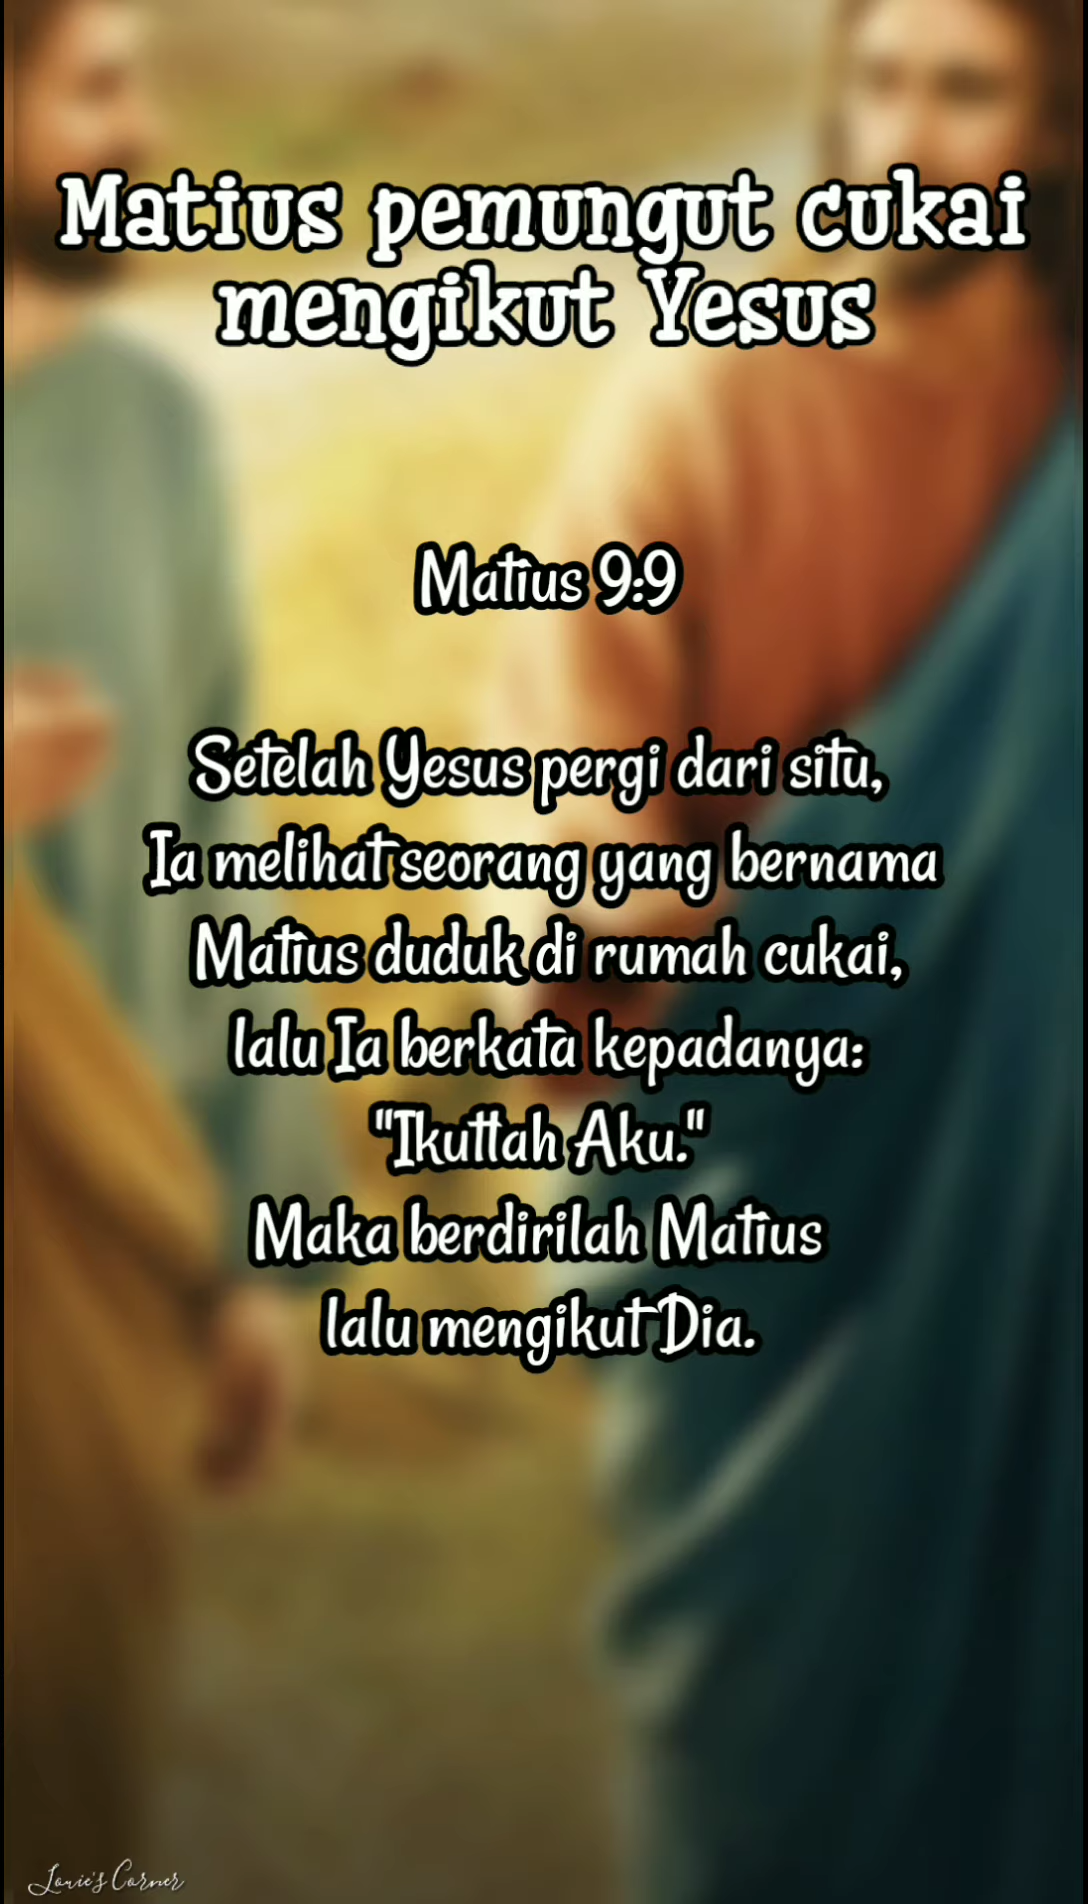 Matius pemungut cukai
mengikut Yesus
Matius 9:9
Setelah Yesus pergi dari situ,
Ia melihat seorang yang bernama
Matius duduk di rumah cukai,
lalu Ia berkata kepadanya:
"Ikutlah Aku."
Maka berdirilah Matius
lalu mengikut Dia.
Louie's Corner